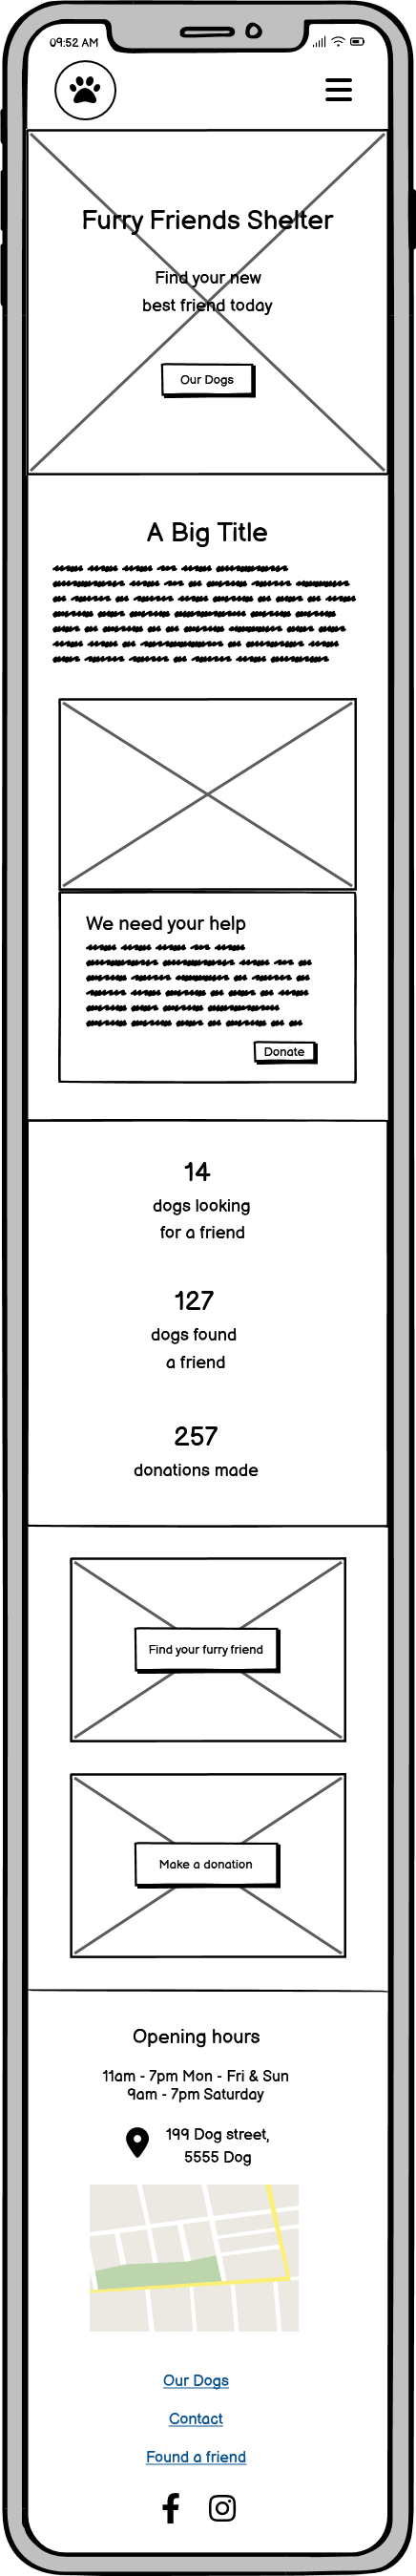 09:52 AM
Furry Friends Shelter
Find your new
best friend today
Our Dogs
A Big Title
We need your help
Donate
14
dogs looking
for a friend
127
dogs found
a friend
257
donations made
Find your furry friend
Make a donation
Opening hours
11am - 7pm Mon - Fri & Sun
9am - 7pm Saturday
199 Dog street,
5555 Dog
Our Dogs
Contact
Found a friend